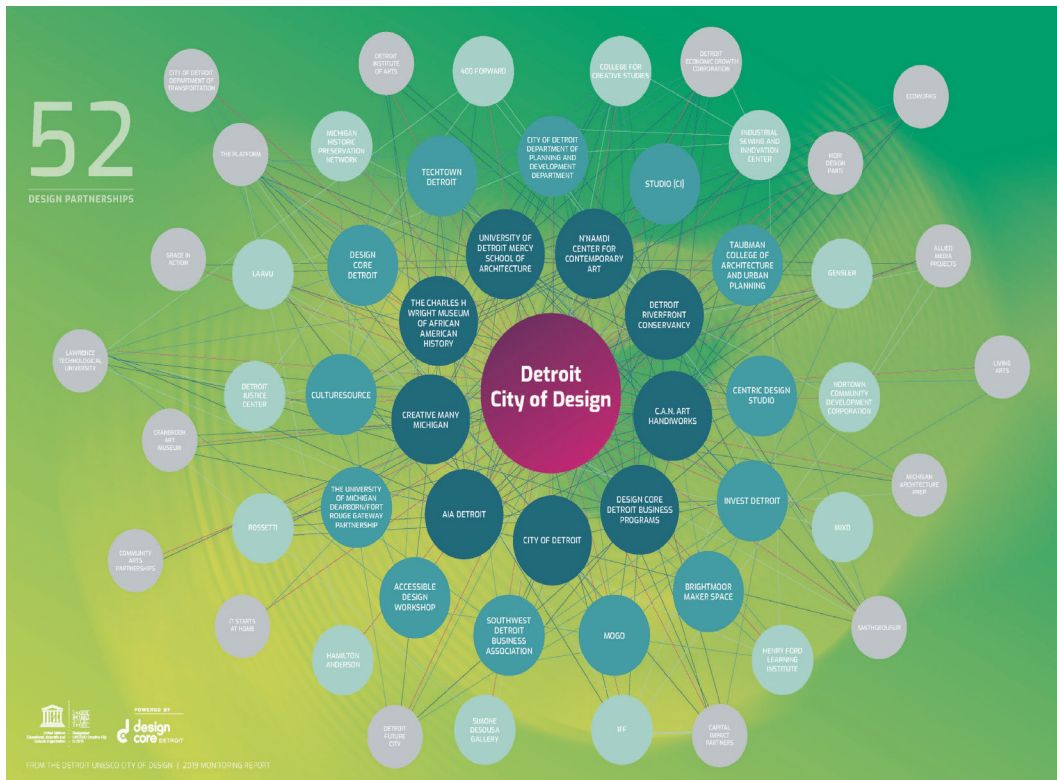 52
DESIGN PARTNERSHIPS
CITY OF DETROIT
DEPARTMENT OF
TRANSPORTATION
DETROIT
INSTITUTE
OF ARTS
400 FORWARD
COLLEGE FOR
CREATIVE STUDIES
DETROIT
ECONOMIC GROWTH
CORPORATION
ECOWORKS
THE PLATFORM
MICHIGAN
HISTORIC
PRESERVATION
NETWORK
TECHTOWN
DETROIT
CITY OF DETROIT
DEPARTMENT OF
PLANNING AND
DEVELOPMENT
DEPARTMENT
STUDIO [CI]
INDUSTRIAL
SEWING AND
INNOVATION
CENTER
DESIGN
PARTS
GRACE IN
ACTION
LAAVU
DESIGN
CORE
DETROIT
UNIVERSITY OF
DETROIT MERCY
SCHOOL OF
ARCHITECTURE
N'NAMDI
CENTER FOR
CONTEMPORARY
ART
TAUBMAN
COLLEGE OF
ARCHITECTURE
AND URBAN
PLANNING
GENSLER
ALLIED
MEDIA
PROJECTS
THE CHARLES H
WRIGHT MUSEUM
OF AFRICAN
AMERICAN
HISTORY
DETROIT
RIVERFRONT
CONSERVANCY
LAWRENCE
TECHNOLOGICAL
UNIVERSITY
DETROIT
JUSTICE
CENTER
CULTURESOURCE
CREATIVE MANY
MICHIGAN
Detroit
City of Design
C.A.N. ART
HANDIWORKS
CENTRIC DESIGN
STUDIO
NORTOWN
COMMUNITY
DEVELOPMENT
CORPORATION
LIVING
ARTS
CRANBROOK
ART
MUSEUM
ROSSETTI
THE UNIVERSITY
OF MICHIGAN
DEARBORN/FORT
ROUGE GATEWAY
PARTNERSHIP
AIA DETROIT
CITY OF DETROIT
DESIGN CORE
DETROIT BUSINESS
PROGRAMS
INVEST DETROIT
MIXD
MICHIGAN
ARCHITECTURE
PREP
COMMUNITY
ARTS
PARTNERSHIPS
IT STARTS
AT HOME
ACCESSIBLE
DESIGN
WORKSHOP
SOUTHWEST
DETROIT
BUSINESS
ASSOCIATION
MOGO
BRIGHTMOOR
MAKER SPACE
SMITHGROUPJJR
HAMILTON
ANDERSON
HENRY FORD
LEARNING
INSTITUTE
DETROIT
FUTURE
CITY
SIMONE
DESOUSA
GALLERY
IFF
CAPITAL
IMPACT
PARTNERS
United Nations
Educational, Scientific and
Cultural Organization
POWERED BY
design
core DETROIT
FROM THE DETROIT UNESCO CITY OF DESIGN | 2019 MONITORING REPORT